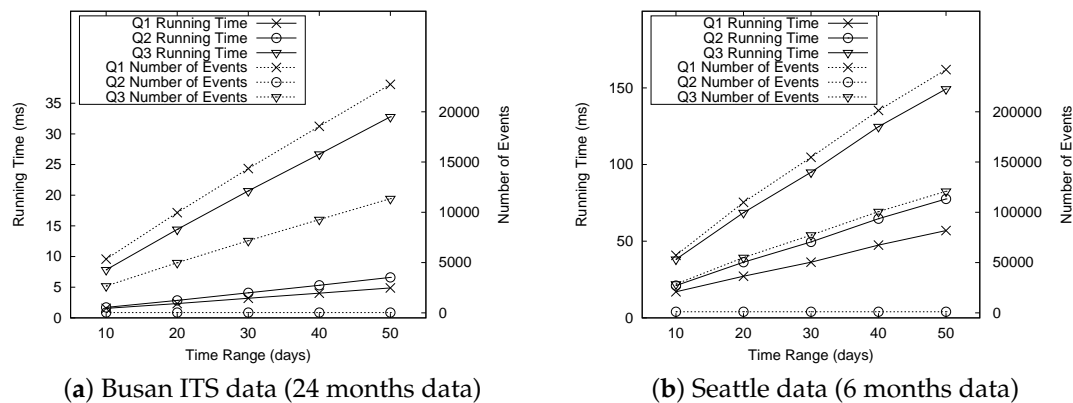 Q1 Running Time
Q2 Running Time
Q3 Running Time
Q1 Number of Events
Q2 Number of Events
Q3 Number of Events
Running Time (ms)
35
30
25
20
15
10
5
0
20000
15000
10000
5000
0
Number of Events
10 20 30 40 50
Time Range (days)
(a) Busan ITS data (24 months data)
Q1 Running Time
Q2 Running Time
Q3 Running Time
Q1 Number of Events
Q2 Number of Events
Q3 Number of Events
Running Time (ms)
150
100
50
0
200000
150000
100000
50000
0
Number of Events
10 20 30 40 50
Time Range (days)
(b) Seattle data (6 months data)